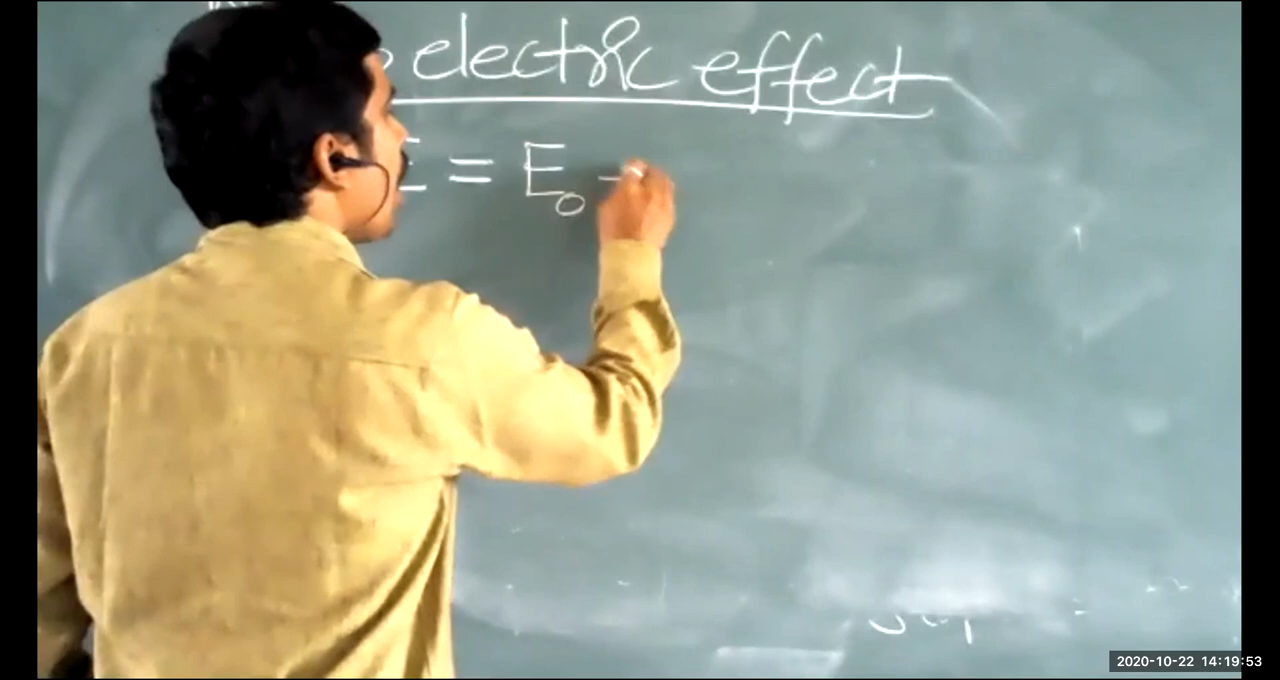 electric effect
E = E₀ -
2020-10-22 14:19:53